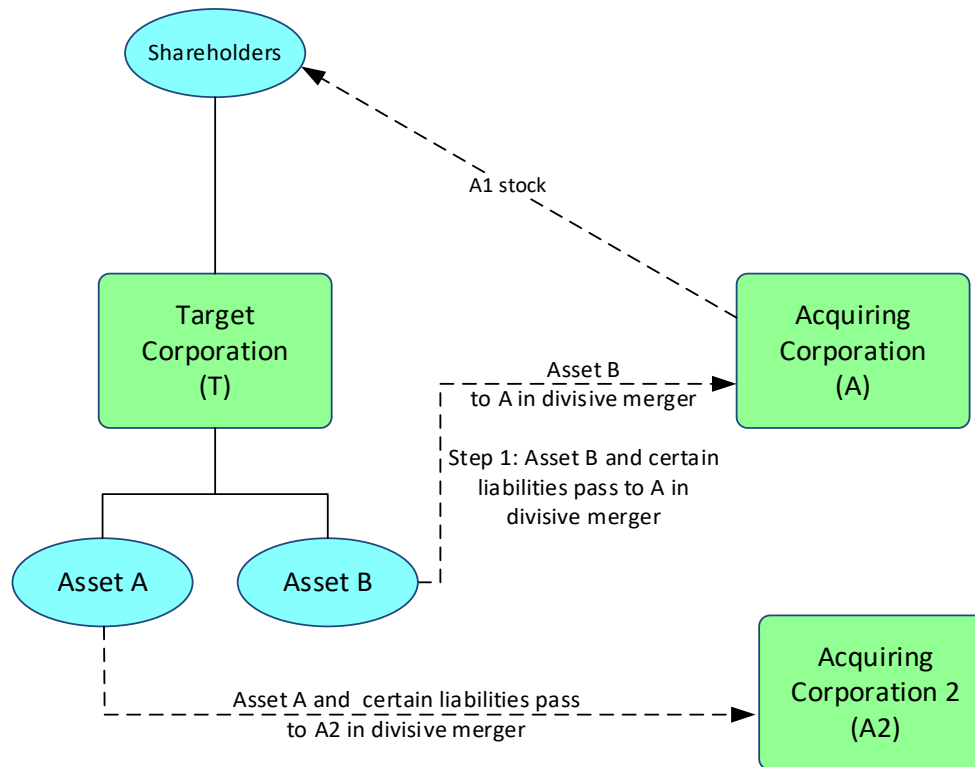 Shareholders
A1 stock
Target
Corporation
(T)
Acquiring
Corporation
(A)
Asset B
to A in divisive merger
Step 1: Asset B and certain
liabilities pass to A in
divisive merger
Asset A
Asset B
Acquiring
Corporation 2
(A2)
Asset A and certain liabilities pass
to A2 in divisive merger